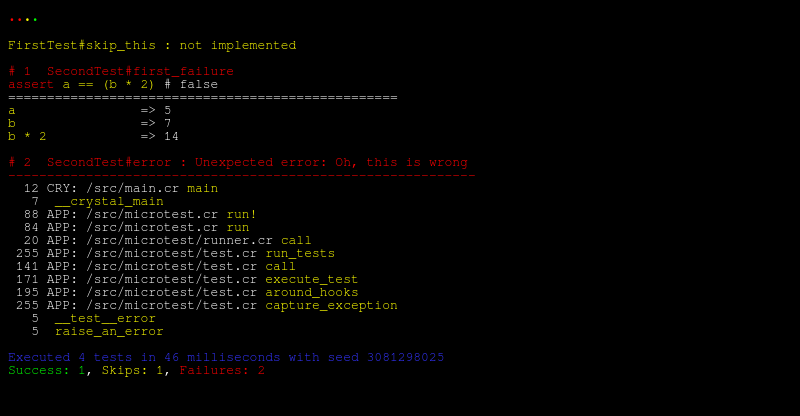 ....
FirstTest#skip_this : not implemented
# 1  SecondTest#first_failure
assert a == (b * 2) # false
==================================================
a                => 5
b                => 7
b * 2            => 14
# 2  SecondTest#error : Unexpected error: Oh, this is wrong
------------------------------------------------------------
  12 CRY: /src/main.cr main
   7  __crystal_main
  88 APP: /src/microtest.cr run!
  84 APP: /src/microtest.cr run
  20 APP: /src/microtest/runner.cr call
 255 APP: /src/microtest/test.cr run_tests
 141 APP: /src/microtest/test.cr call
 171 APP: /src/microtest/test.cr execute_test
 195 APP: /src/microtest/test.cr around_hooks
 255 APP: /src/microtest/test.cr capture_exception
   5  __test__error
   5  raise_an_error
Executed 4 tests in 46 milliseconds with seed 3081298025
Success: 1, Skips: 1, Failures: 2